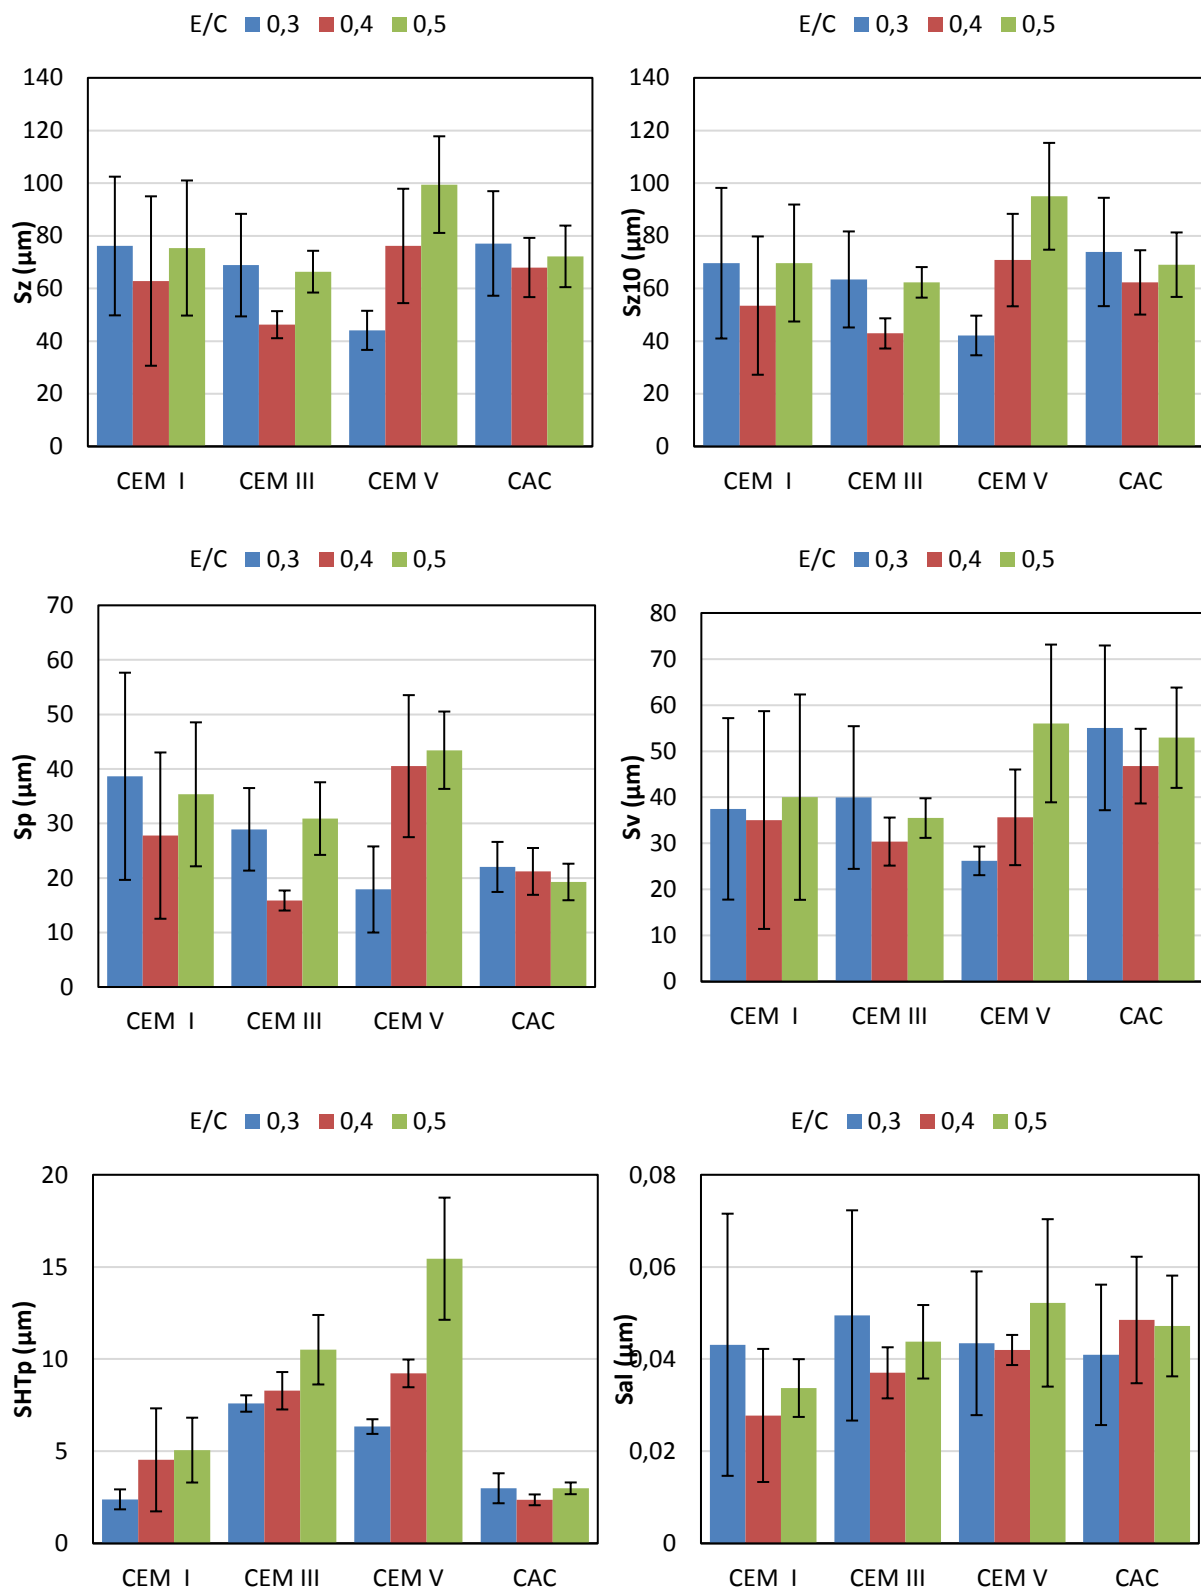 E/C 0,3 0,4 0,5
Sz (µm)
140
120
100
80
60
40
20
0
CEM I CEM III CEM V CAC
E/C 0,3 0,4 0,5
Sz10 (µm)
140
120
100
80
60
40
20
0
CEM I CEM III CEM V CAC
E/C 0,3 0,4 0,5
Sp (µm)
70
60
50
40
30
20
10
0
CEM I CEM III CEM V CAC
E/C 0,3 0,4 0,5
Sv (µm)
80
70
60
50
40
30
20
10
0
CEM I CEM III CEM V CAC
E/C 0,3 0,4 0,5
SHTp (µm)
20
15
10
5
0
CEM I CEM III CEM V CAC
E/C 0,3 0,4 0,5
Sal (µm)
0,08
0,06
0,04
0,02
0
CEM I CEM III CEM V CAC